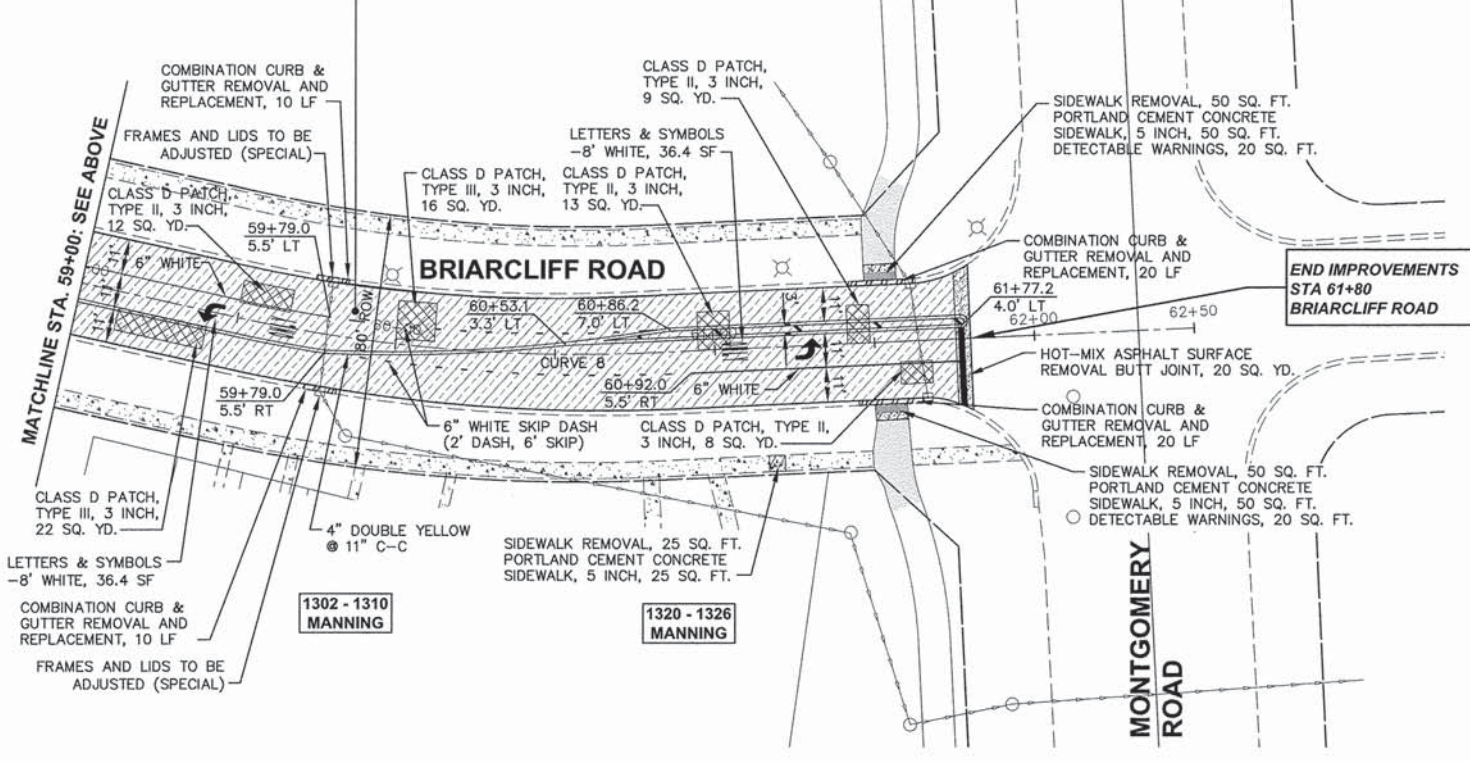 COMBINATION CURB &
GUTTER REMOVAL AND
REPLACEMENT, 10 LF
FRAMES AND LIDS TO BE
ADJUSTED (SPECIAL)
MATCHLINE STA. 59+00: SEE ABOVE
CLASS D PATCH,
TYPE II, 3 INCH,
12 SQ. YD.
59+79.0
5.5' LT
6" WHITE
11'
11'
11'
CLASS D PATCH,
TYPE III, 3 INCH,
16 SQ. YD.
LETTERS & SYMBOLS
-8' WHITE, 36.4 SF
CLASS D PATCH,
TYPE II, 3 INCH,
13 SQ. YD.
CLASS D PATCH,
TYPE II, 3 INCH,
9 SQ. YD.
SIDEWALK REMOVAL, 50 SQ. FT.
PORTLAND CEMENT CONCRETE
SIDEWALK, 5 INCH, 50 SQ. FT.
DETECTABLE WARNINGS, 20 SQ. FT.
BRIARCLIFF ROAD
80' ROW
60+53.1
3.3' LT
60+86.2
7.0' LT
CURVE 8
3'
11'
11'
11'
COMBINATION CURB &
GUTTER REMOVAL AND
REPLACEMENT, 20 LF
61+77.2
4.0' LT
62+00
62+50
END IMPROVEMENTS
STA 61+80
BRIARCLIFF ROAD
HOT-MIX ASPHALT SURFACE
REMOVAL BUTT JOINT, 20 SQ. YD.
59+79.0
5.5' RT
60+92.0
5.5' RT
6" WHITE
6" WHITE SKIP DASH
(2' DASH, 6' SKIP)
CLASS D PATCH, TYPE II,
3 INCH, 8 SQ. YD.
COMBINATION CURB &
GUTTER REMOVAL AND
REPLACEMENT, 20 LF
SIDEWALK REMOVAL, 50 SQ. FT.
PORTLAND CEMENT CONCRETE
SIDEWALK, 5 INCH, 50 SQ. FT.
DETECTABLE WARNINGS, 20 SQ. FT.
CLASS D PATCH,
TYPE III, 3 INCH,
22 SQ. YD.
4" DOUBLE YELLOW
@ 11" C-C
SIDEWALK REMOVAL, 25 SQ. FT.
PORTLAND CEMENT CONCRETE
SIDEWALK, 5 INCH, 25 SQ. FT.
LETTERS & SYMBOLS
-8' WHITE, 36.4 SF
COMBINATION CURB &
GUTTER REMOVAL AND
REPLACEMENT, 10 LF
FRAMES AND LIDS TO BE
ADJUSTED (SPECIAL)
1302 - 1310
MANNING
1320 - 1326
MANNING
MONTGOMERY
ROAD